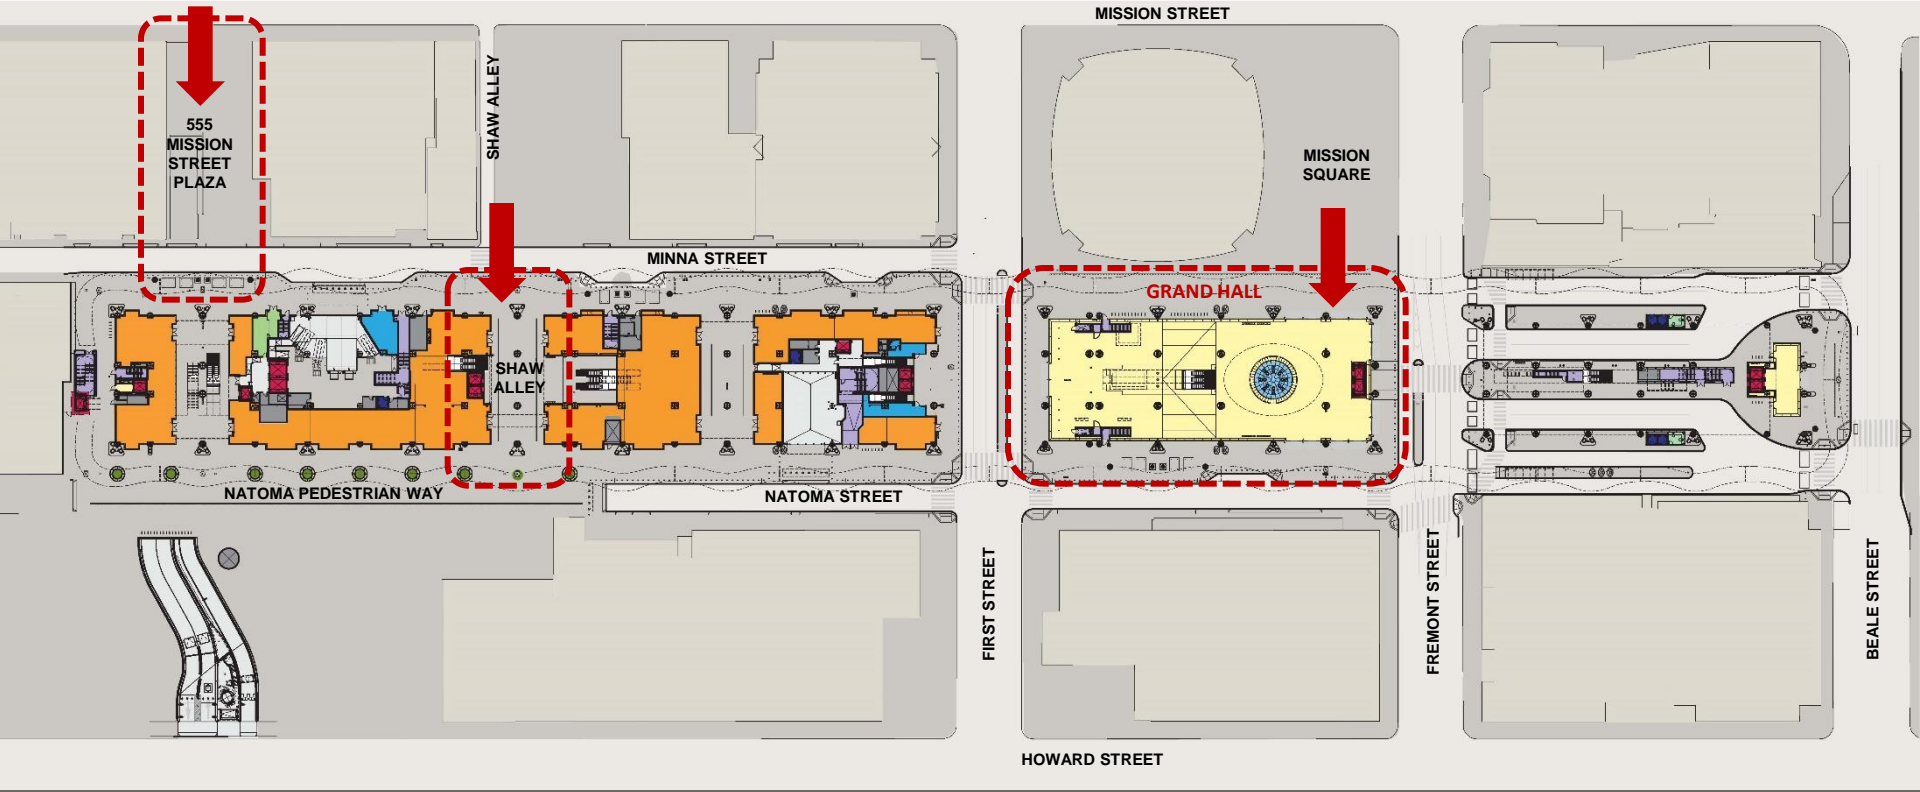 MISSION STREET
SHAW ALLEY
555
MISSION
STREET
PLAZA
MISSION
SQUARE
MINNA STREET
GRAND HALL
SHAW
ALLEY
NATOMA PEDESTRIAN WAY
NATOMA STREET
FIRST STREET
FREMONT STREET
BEALE STREET
HOWARD STREET